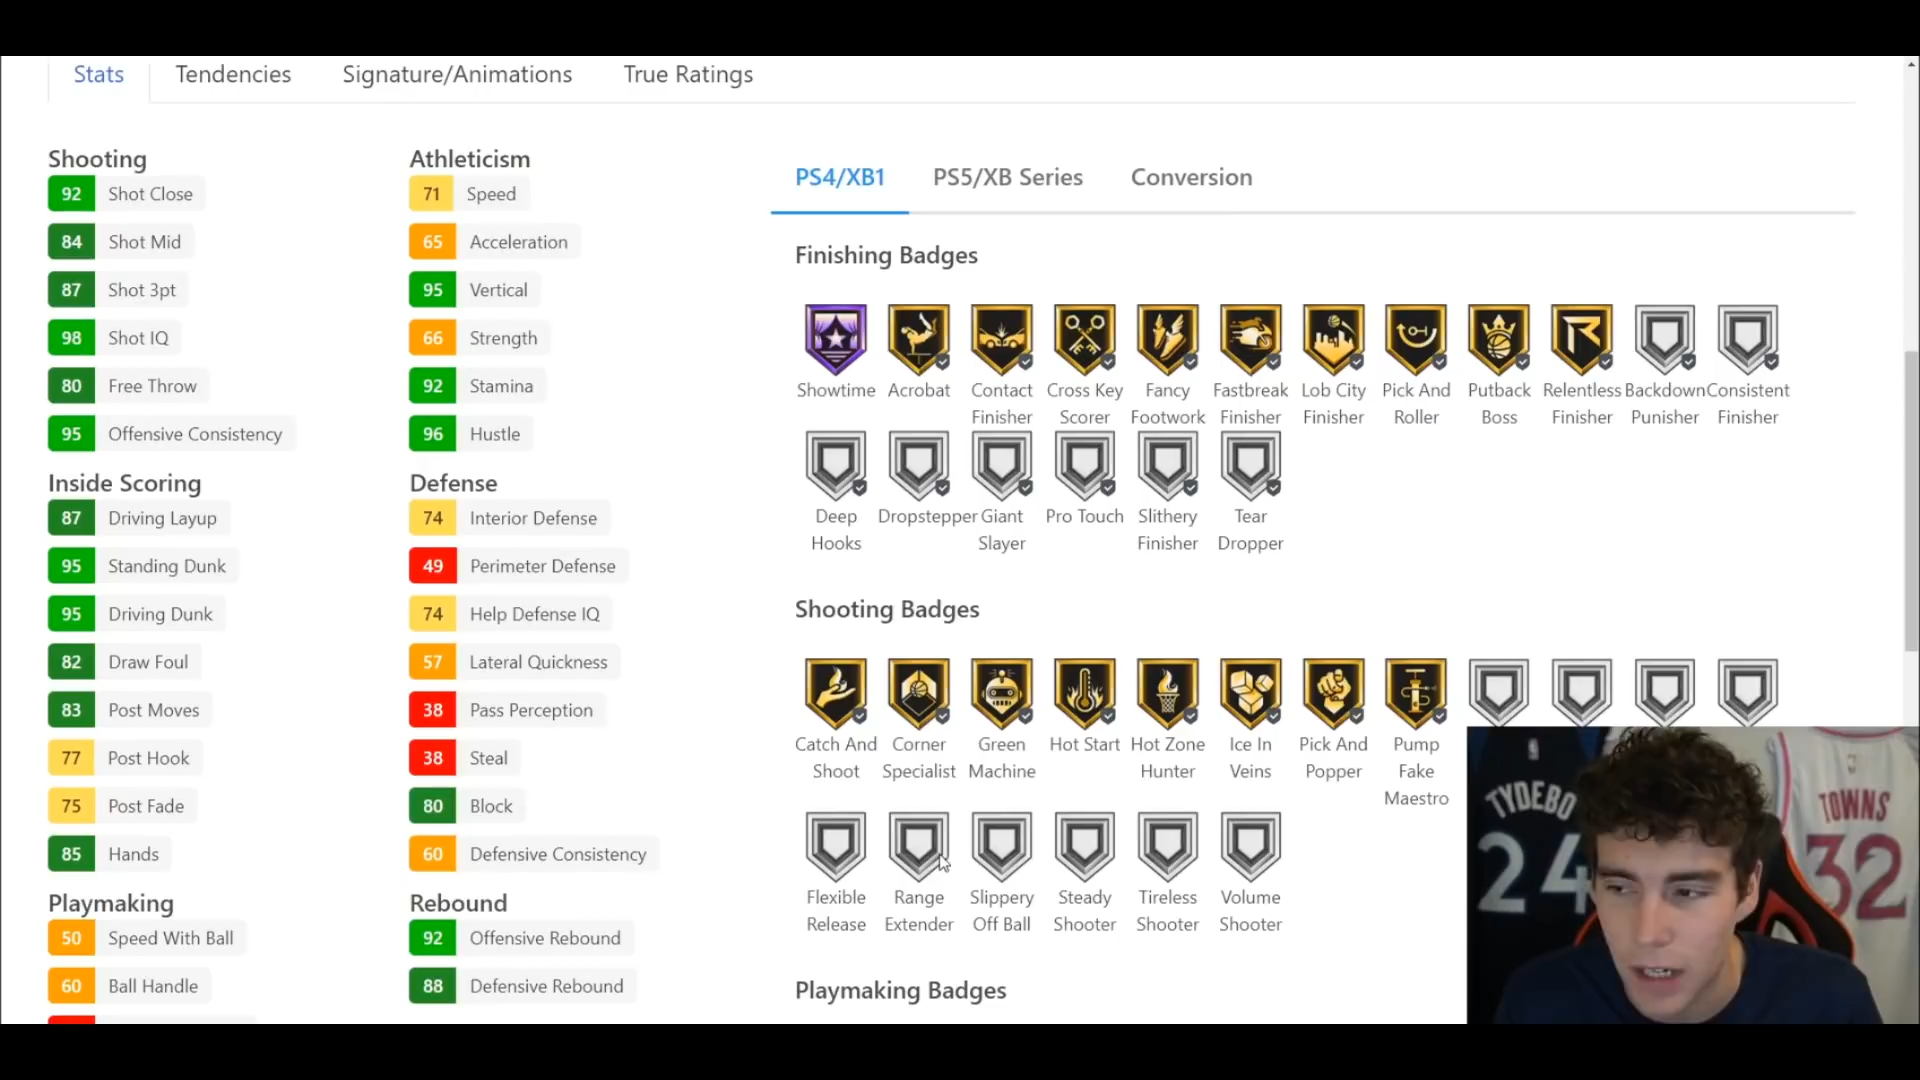 Stats Tendencies Signature/Animations True Ratings
Shooting
92 Shot Close
84 Shot Mid
87 Shot 3pt
98 Shot IQ
80 Free Throw
95 Offensive Consistency
Inside Scoring
87 Driving Layup
95 Standing Dunk
95 Driving Dunk
82 Draw Foul
83 Post Moves
77 Post Hook
75 Post Fade
85 Hands
Playmaking
50 Speed With Ball
60 Ball Handle
Athleticism
71 Speed
65 Acceleration
95 Vertical
66 Strength
92 Stamina
96 Hustle
Defense
74 Interior Defense
49 Perimeter Defense
74 Help Defense IQ
57 Lateral Quickness
38 Pass Perception
38 Steal
80 Block
60 Defensive Consistency
Rebound
92 Offensive Rebound
88 Defensive Rebound
PS4/XB1 PS5/XB Series Conversion
Finishing Badges
Showtime Acrobat Contact Cross Key Fancy Fastbreak Lob City Pick And Putback Relentless Backdown Consistent
Finisher Scorer Footwork Finisher Finisher Roller Boss Finisher Punisher Finisher
Deep Dropstepper Giant Pro Touch Slithery Tear
Hooks Slayer Finisher Dropper
Shooting Badges
Catch And Corner Green Hot Start Hot Zone Ice In Pick And Pump
Shoot Specialist Machine Hunter Veins Popper Fake
Maestro
Flexible Range Slippery Steady Tireless Volume
Release Extender Off Ball Shooter Shooter Shooter
Playmaking Badges
TYDEBO
24
TOWNS
32